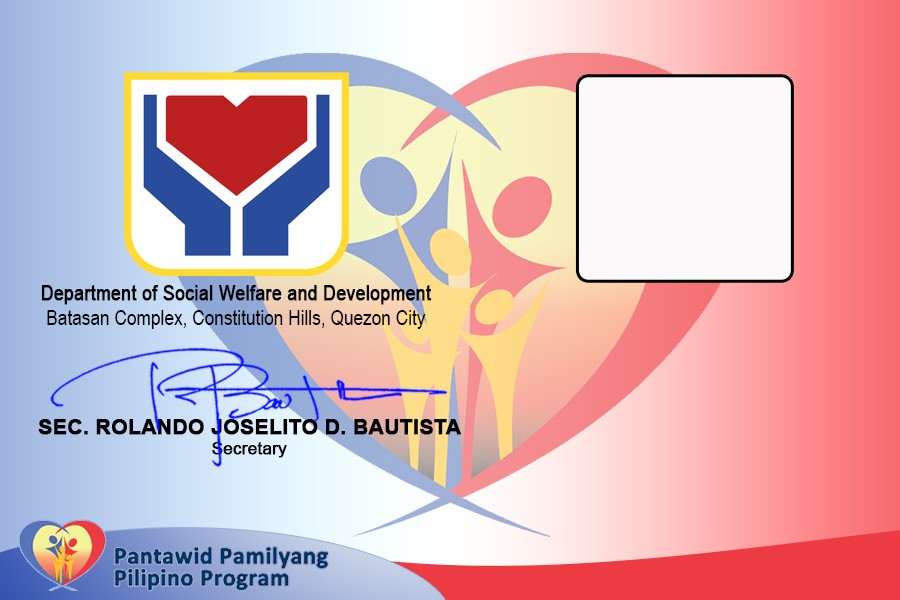 Department of Social Welfare and Development
Batasan Complex, Constitution Hills, Quezon City
SEC. ROLANDO JOSELITO D. BAUTISTA
Secretary
Pantawid Pamilyang
Pilipino Program